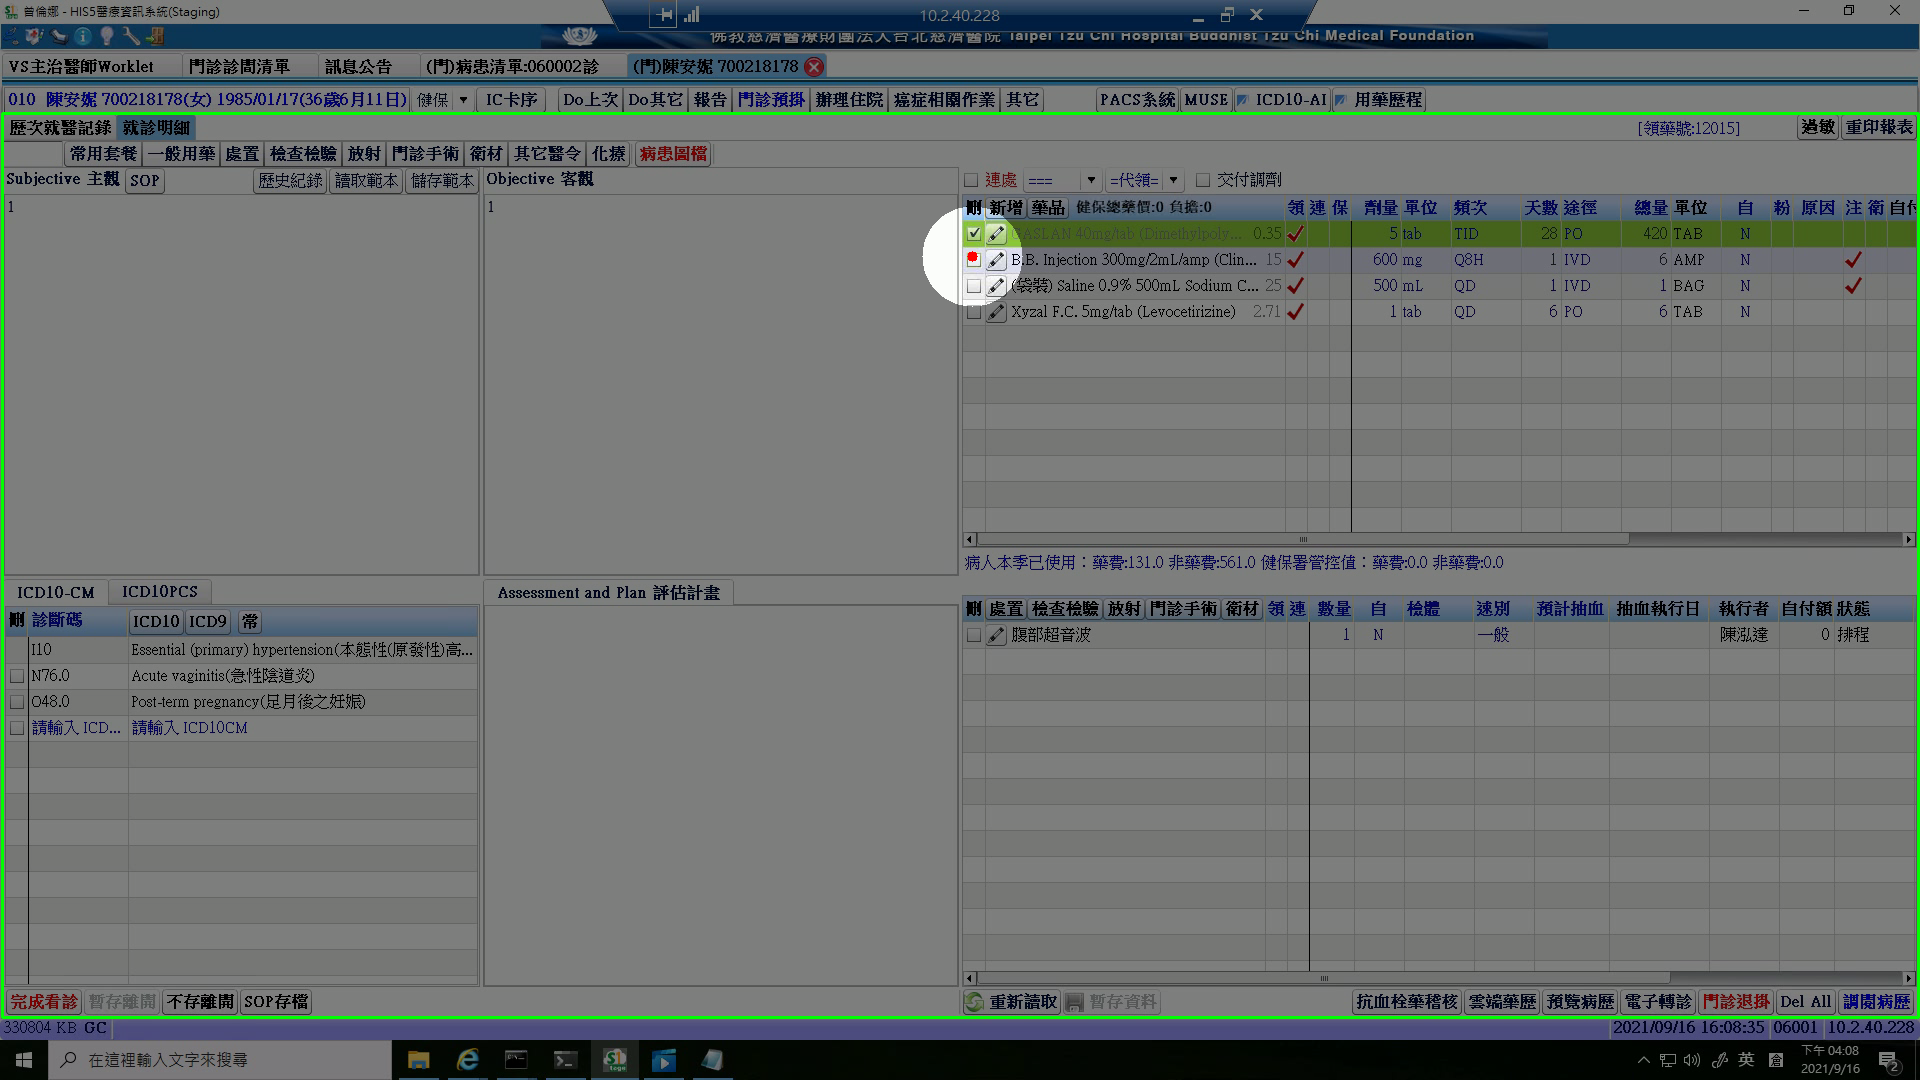 曾倫娜 - HIS5醫療資訊系統(Staging)
10.2.40.228
佛教慈濟醫療財團法人台北慈濟醫院 Taipei Tzu Chi Hospital Buddhist Tzu Chi Medical Foundation
VS主治醫師Worklet 門診診間清單 訊息公告 (門)病患清單:060002診 (門)陳安妮 700218178
010 陳安妮 700218178(女) 1985/01/17(36歲6月11日) 健保 IC卡序 Do上次 Do其它 報告 門診預掛 辦理住院 癌症相關作業 其它 PACS系統 MUSE ICD10-AI 用藥歷程
歷次就醫記錄 就診明細 [領藥號:12015] 過敏 重印報表
常用套餐 一般用藥 處置 檢查檢驗 放射 門診手術 衛材 其它醫令 化療 病患圖檔
Subjective 主觀 SOP 歷史紀錄 讀取範本 儲存範本 Objective 客觀
1
1
連處 === =代領= 交付調劑
刪 新增 藥品 健保總藥價:0 負擔:0 領 連 保 劑量 單位 頻次 天數 途徑 總量 單位 自 粉 原因 注 衛 自付
GASLAN 40mg/tab (Dimethylpoly... 0.35 5 tab TID 28 PO 420 TAB N
B.B. Injection 300mg/2mL/amp (Clin... 15 600 mg Q8H 1 IVD 6 AMP N
(袋裝) Saline 0.9% 500mL Sodium C... 25 500 mL QD 1 IVD 1 BAG N
Xyzal F.C. 5mg/tab (Levocetirizine) 2.71 1 tab QD 6 PO 6 TAB N
病人本季已使用：藥費:131.0 非藥費:561.0 健保署管控值：藥費:0.0 非藥費:0.0
ICD10-CM ICD10PCS
刪 診斷碼 ICD10 ICD9 常
I10 Essential (primary) hypertension(本態性(原發性)高...
N76.0 Acute vaginitis(急性陰道炎)
O48.0 Post-term pregnancy(足月後之妊娠)
請輸入 ICD... 請輸入 ICD10CM
Assessment and Plan 評估計畫
刪 處置 檢查檢驗 放射 門診手術 衛材 領 連 數量 自 檢體 速別 預計抽血 抽血執行日 執行者 自付額 狀態
腹部超音波 1 N 一般 陳泓達 0 排程
完成看診 暫存離開 不存離開 SOP存檔 重新讀取 暫存資料 抗血栓華稽核 雲端華歷 預覽病歷 電子轉診 門診退掛 Del All 調閱病歷
330804 KB GC 2021/09/16 16:08:35 06001 10.2.40.228
在這裡輸入文字來搜尋
英
下午 04:08
2021/9/16
2